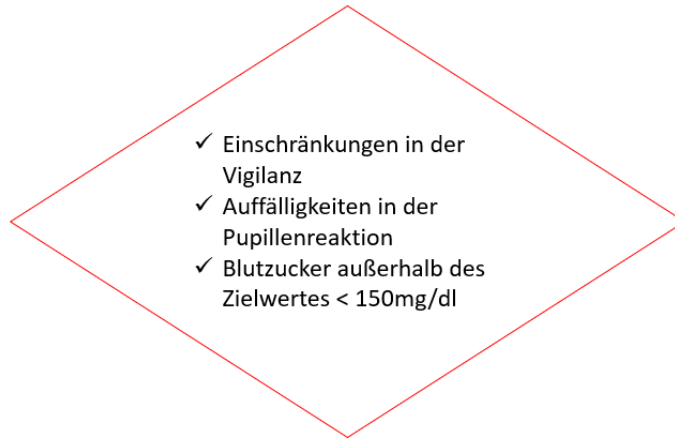 ✓ Einschränkungen in der
Vigilanz
✓ Auffälligkeiten in der
Pupillenreaktion
✓ Blutzucker außerhalb des
Zielwertes < 150mg/dl